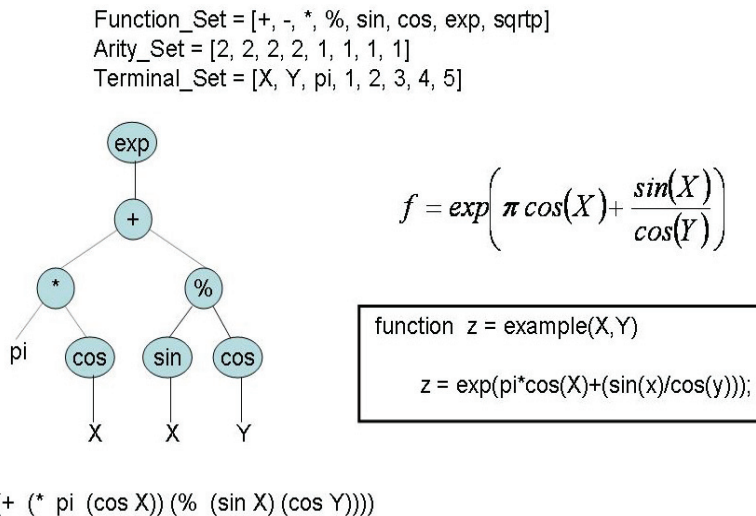 Function_Set = [+, -, *, %, sin, cos, exp, sqrtp]
Arity_Set = [2, 2, 2, 2, 1, 1, 1, 1]
Terminal_Set = [X, Y, pi, 1, 2, 3, 4, 5]
exp
+
* %
pi cos sin cos
X X Y
f = exp(π cos(X) + sin(X)/cos(Y))
function z = example(X,Y)
z = exp(pi*cos(X)+(sin(x)/cos(y)));
(+ (* pi (cos X)) (% (sin X) (cos Y))))